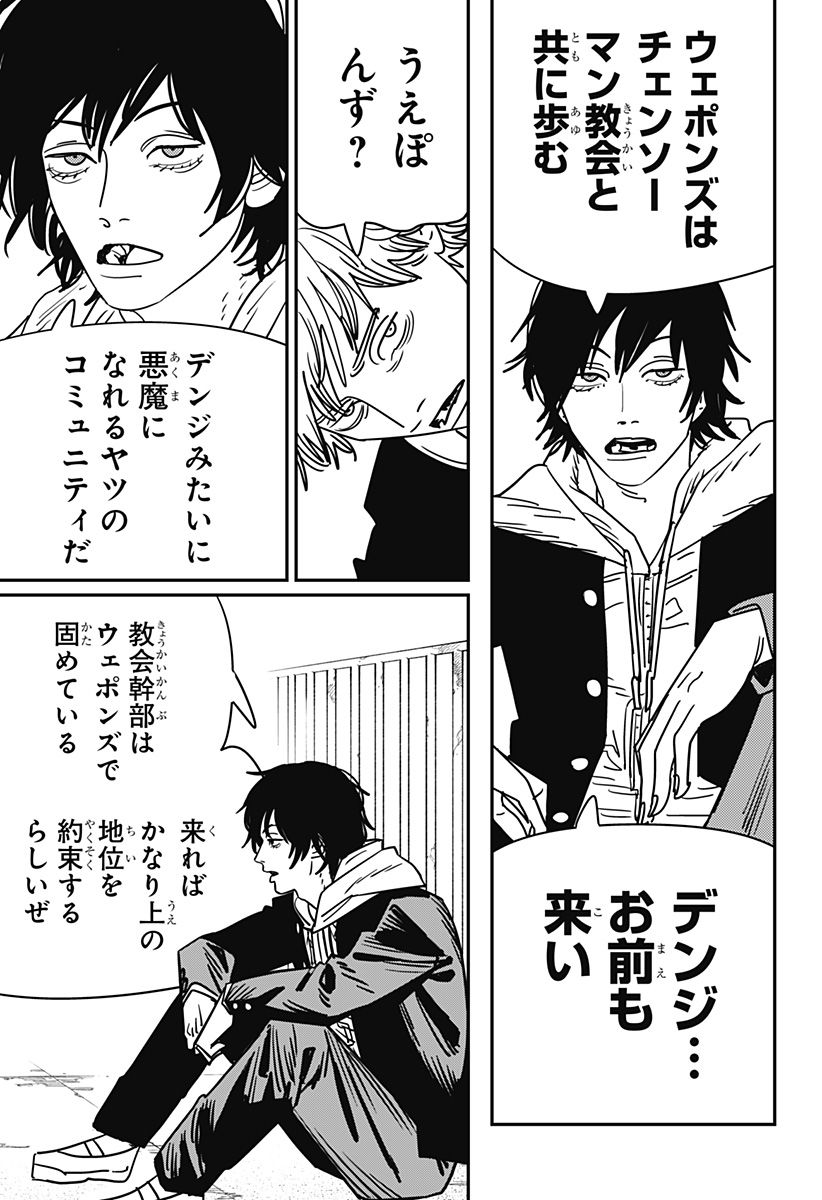 ウェポンズは
チェンソー
マン教会と
共に歩む
デンジ…
お前も
来い
うえぽ
んず？
デンジみたいに
悪魔に
なれるヤツの
コミュニティだ
教会幹部は
ウェポンズで
固めている
来れば
かなり上の
地位を
約束する
らしいぜ